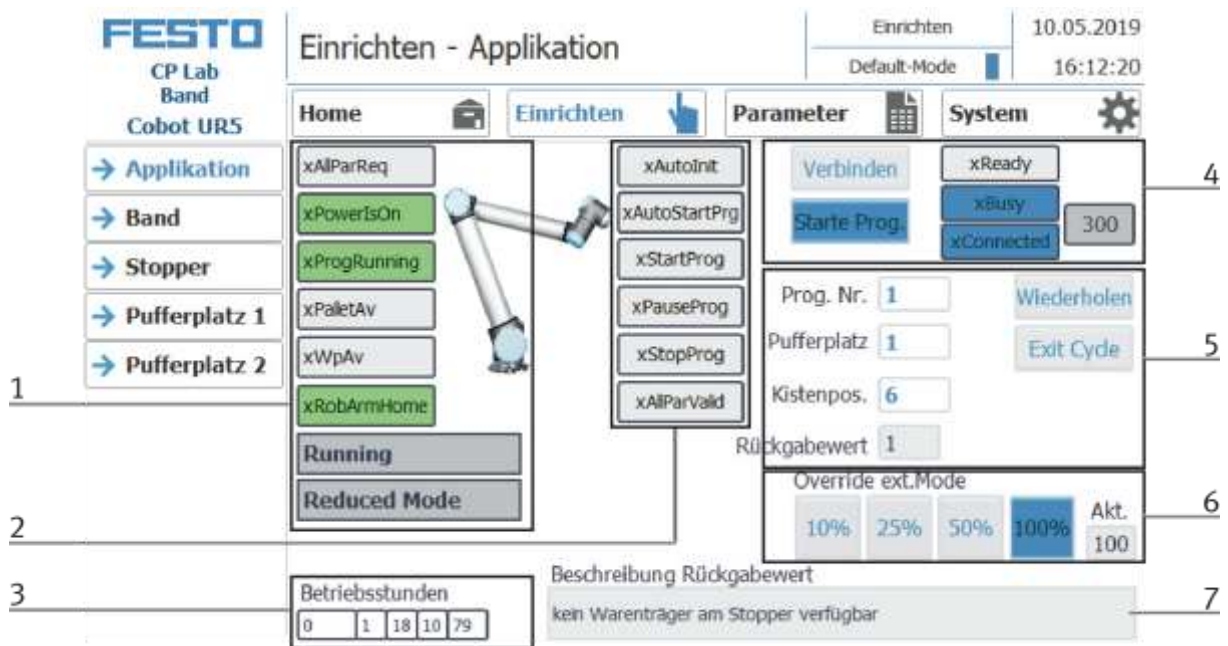 FESTO
CP Lab
Band
Cobot UR5
Einrichten - Applikation
Einrichten
Default-Mode
10.05.2019
16:12:20
Home
Einrichten
Parameter
System
Applikation
Band
Stopper
Pufferplatz 1
Pufferplatz 2
xAllParReq
xPowerIsOn
xProgRunning
xPalletAv
xWpAv
xRobArmHome
Running
Reduced Mode
xAutoInit
xAutoStartPrg
xStartProg
xPauseProg
xStopProg
xAllParValid
Verbinden
Starte Prog.
xReady
xBusy
xConnected
300
Prog. Nr. 1
Wiederholen
Pufferplatz 1
Exit Cycle
Kistenpos. 6
Rückgabewert 1
Override ext.Mode
10% 25% 50% 100%
Akt.
100
Betriebsstunden
0 1 18 10 79
Beschreibung Rückgabewert
kein Warenträger am Stopper verfügbar
1
2
3
4
5
6
7